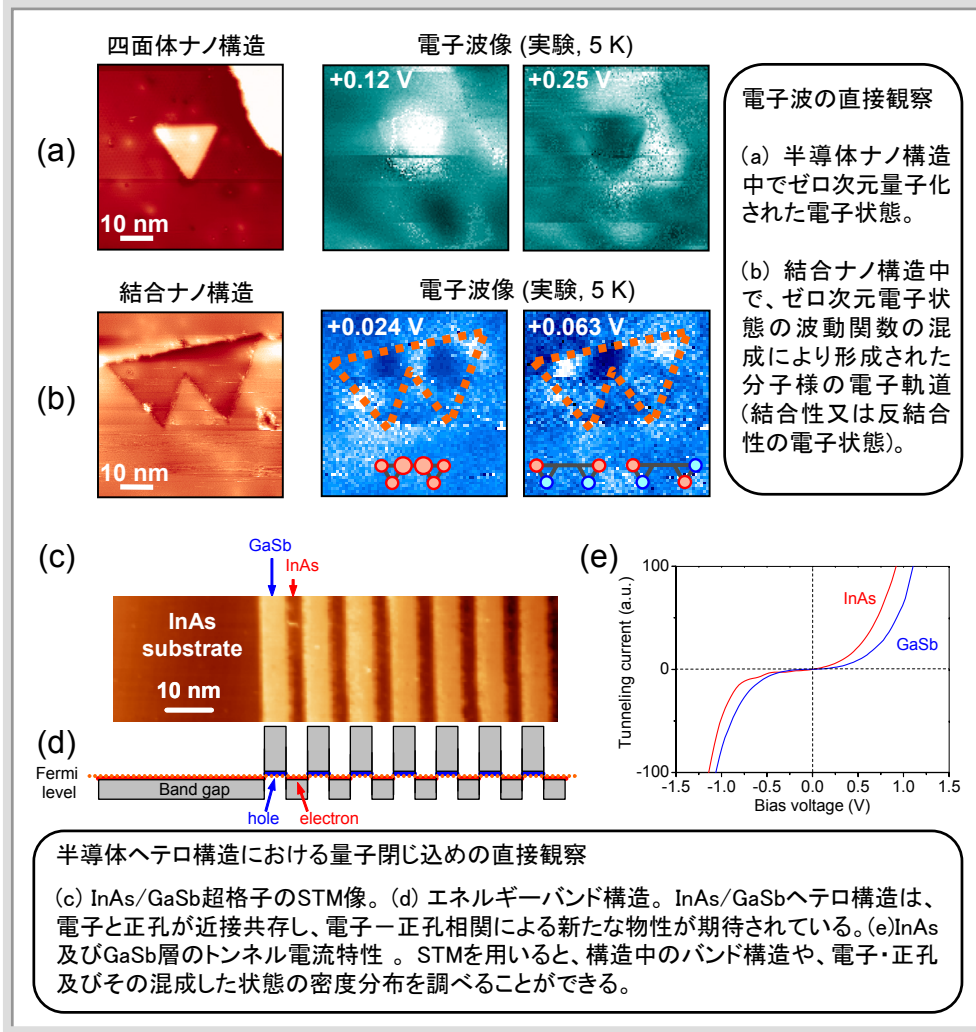 四面体ナノ構造
電子波像 (実験, 5 K)
(a)
10 nm
+0.12 V
+0.25 V
結合ナノ構造
電子波像 (実験, 5 K)
(b)
10 nm
+0.024 V
+0.063 V
電子波の直接観察
(a) 半導体ナノ構造
中でゼロ次元量子化
された電子状態。
(b) 結合ナノ構造中
で、ゼロ次元電子状
態の波動関数の混
成により形成された
分子様の電子軌道
(結合性又は反結合
性の電子状態)。
(c)
GaSb
InAs
InAs
substrate
10 nm
(d)
Fermi
level
Band gap
hole
electron
(e)
Tunneling current (a.u.)
100
0
-100
InAs
GaSb
-1.5 -1.0 -0.5 0.0 0.5 1.0 1.5
Bias voltage (V)
半導体ヘテロ構造における量子閉じ込めの直接観察
(c) InAs/GaSb超格子のSTM像。(d) エネルギーバンド構造。InAs/GaSbヘテロ構造は、
電子と正孔が近接共存し、電子－正孔相関による新たな物性が期待されている。(e)InAs
及びGaSb層のトンネル電流特性 。 STMを用いると、構造中のバンド構造や、電子・正孔
及びその混成した状態の密度分布を調べることができる。